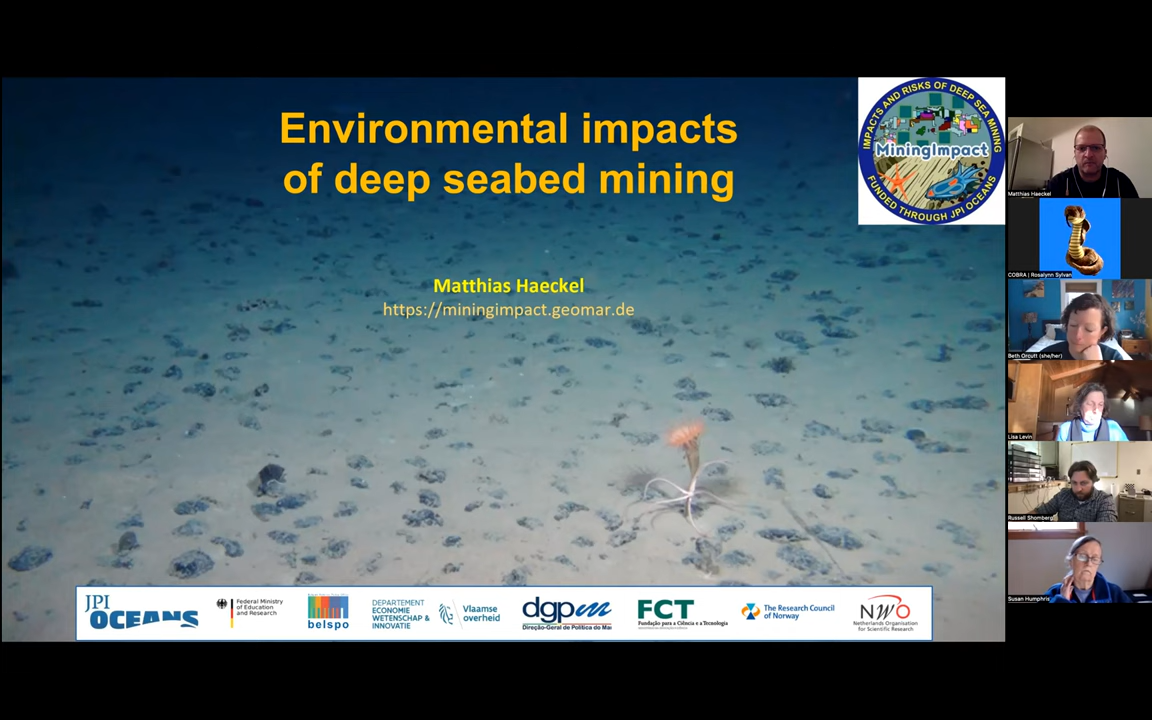 Environmental impacts
of deep seabed mining
Matthias Haeckel
https://miningimpact.geomar.de
IMPACTS AND RISKS OF DEEP SEA MINING
MiningImpact
FUNDED THROUGH JPI OCEANS
JPI
OCEANS
Federal Ministry
of Education
and Research
belspo
DEPARTEMENT
ECONOMIE
WETENSCHAP &
INNOVATIE
Vlaamse
overheid
dgpm
Direção-Geral de Política do Mar
FCT
Fundação para a Ciência e a Tecnologia
The Research Council
of Norway
NWO
Netherlands Organisation
for Scientific Research
Matthias Haeckel
COBRA | Rosalynn Sylvan
Beth Orcutt (she/her)
Lisa Levin
Russell Shomberg
Susan Humphris